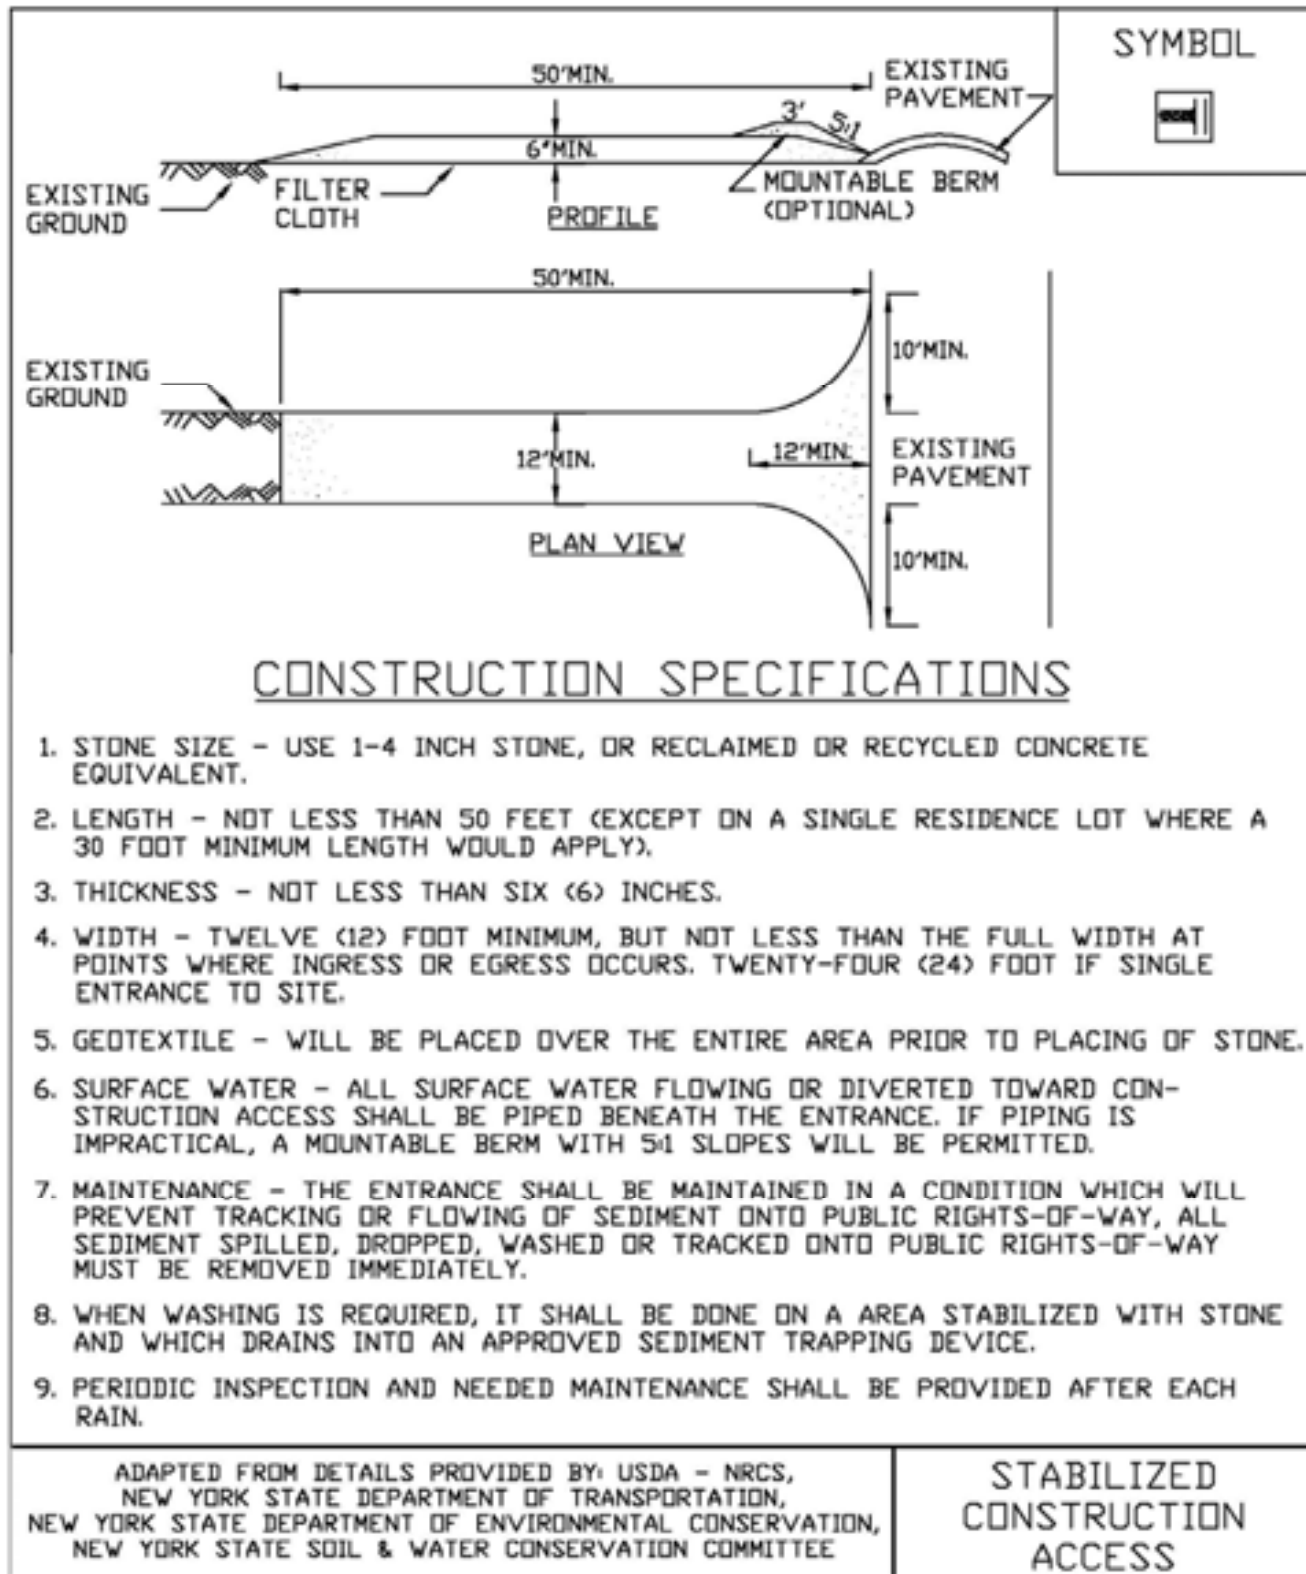 SYMBOL
50'MIN.
EXISTING
PAVEMENT
3'
5:1
6"MIN.
EXISTING
GROUND
FILTER
CLOTH
PROFILE
MOUNTABLE BERM
(OPTIONAL)
50'MIN.
10'MIN.
EXISTING
GROUND
12'MIN.
12'MIN.
EXISTING
PAVEMENT
PLAN VIEW
10'MIN.
CONSTRUCTION SPECIFICATIONS
1. STONE SIZE - USE 1-4 INCH STONE, OR RECLAIMED OR RECYCLED CONCRETE
EQUIVALENT.
2. LENGTH - NOT LESS THAN 50 FEET (EXCEPT ON A SINGLE RESIDENCE LOT WHERE A
30 FOOT MINIMUM LENGTH WOULD APPLY).
3. THICKNESS - NOT LESS THAN SIX (6) INCHES.
4. WIDTH - TWELVE (12) FOOT MINIMUM, BUT NOT LESS THAN THE FULL WIDTH AT
POINTS WHERE INGRESS OR EGRESS OCCURS. TWENTY-FOUR (24) FOOT IF SINGLE
ENTRANCE TO SITE.
5. GEOTEXTILE - WILL BE PLACED OVER THE ENTIRE AREA PRIOR TO PLACING OF STONE.
6. SURFACE WATER - ALL SURFACE WATER FLOWING OR DIVERTED TOWARD CON-
STRUCTION ACCESS SHALL BE PIPED BENEATH THE ENTRANCE. IF PIPING IS
IMPRACTICAL, A MOUNTABLE BERM WITH 5:1 SLOPES WILL BE PERMITTED.
7. MAINTENANCE - THE ENTRANCE SHALL BE MAINTAINED IN A CONDITION WHICH WILL
PREVENT TRACKING OR FLOWING OF SEDIMENT ONTO PUBLIC RIGHTS-OF-WAY, ALL
SEDIMENT SPILLED, DROPPED, WASHED OR TRACKED ONTO PUBLIC RIGHTS-OF-WAY
MUST BE REMOVED IMMEDIATELY.
8. WHEN WASHING IS REQUIRED, IT SHALL BE DONE ON A AREA STABILIZED WITH STONE
AND WHICH DRAINS INTO AN APPROVED SEDIMENT TRAPPING DEVICE.
9. PERIODIC INSPECTION AND NEEDED MAINTENANCE SHALL BE PROVIDED AFTER EACH
RAIN.
ADAPTED FROM DETAILS PROVIDED BY: USDA - NRCS,
NEW YORK STATE DEPARTMENT OF TRANSPORTATION,
NEW YORK STATE DEPARTMENT OF ENVIRONMENTAL CONSERVATION,
NEW YORK STATE SOIL & WATER CONSERVATION COMMITTEE
STABILIZED
CONSTRUCTION
ACCESS